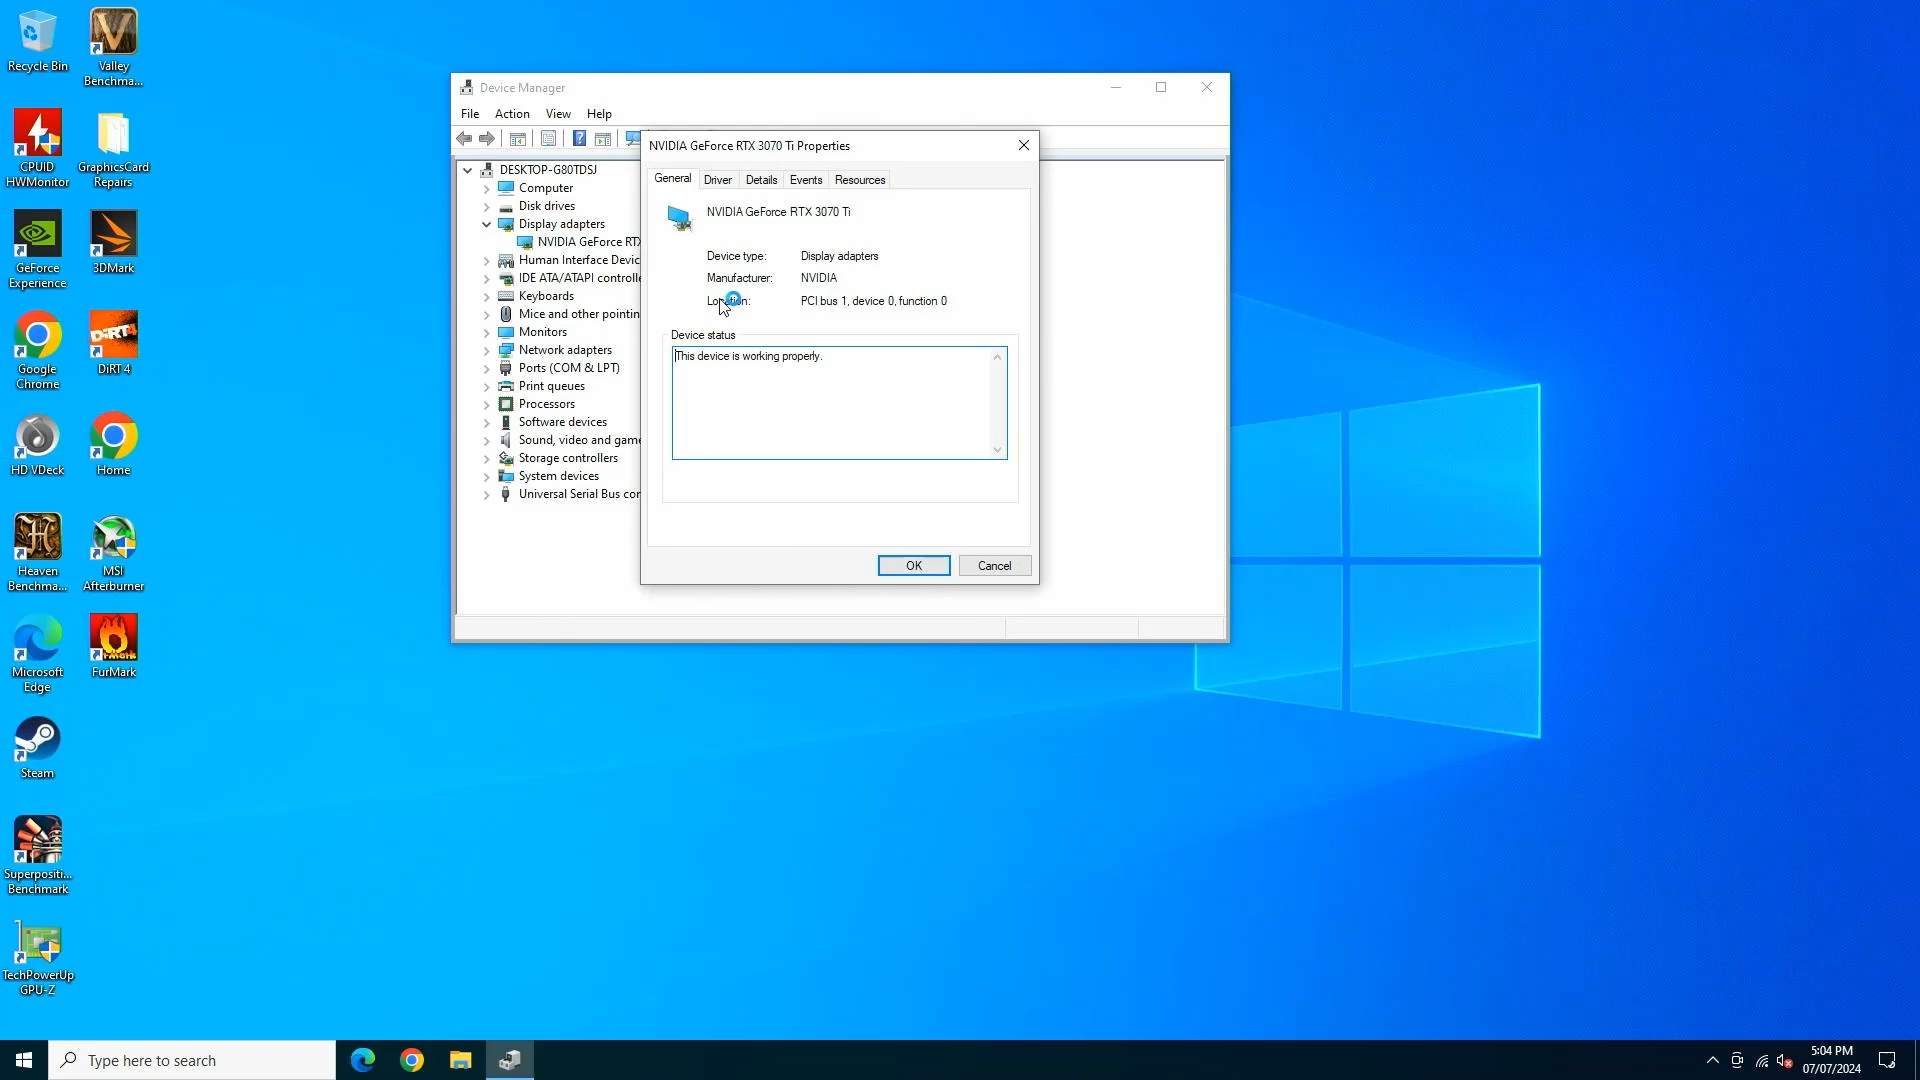 Recycle Bin
Valley
Benchma...
CPUID
HWMonitor
GraphicsCard
Repairs
GeForce
Experience
3DMark
Google
Chrome
DiRT 4
HD VDeck
Home
Heaven
Benchma...
MSI
Afterburner
Microsoft
Edge
FurMark
Steam
Superpositi...
Benchmark
TechPowerUp
GPU-Z
Device Manager
File Action View Help
DESKTOP-G80TDSJ
Computer
Disk drives
Display adapters
NVIDIA GeForce RTX
Human Interface Devic
IDE ATA/ATAPI controlle
Keyboards
Mice and other pointin
Monitors
Network adapters
Ports (COM & LPT)
Print queues
Processors
Software devices
Sound, video and game
Storage controllers
System devices
Universal Serial Bus cor
NVIDIA GeForce RTX 3070 Ti Properties
General Driver Details Events Resources
NVIDIA GeForce RTX 3070 Ti
Device type: Display adapters
Manufacturer: NVIDIA
Location: PCI bus 1, device 0, function 0
Device status
This device is working properly.
OK Cancel
Type here to search
5:04 PM
07/07/2024